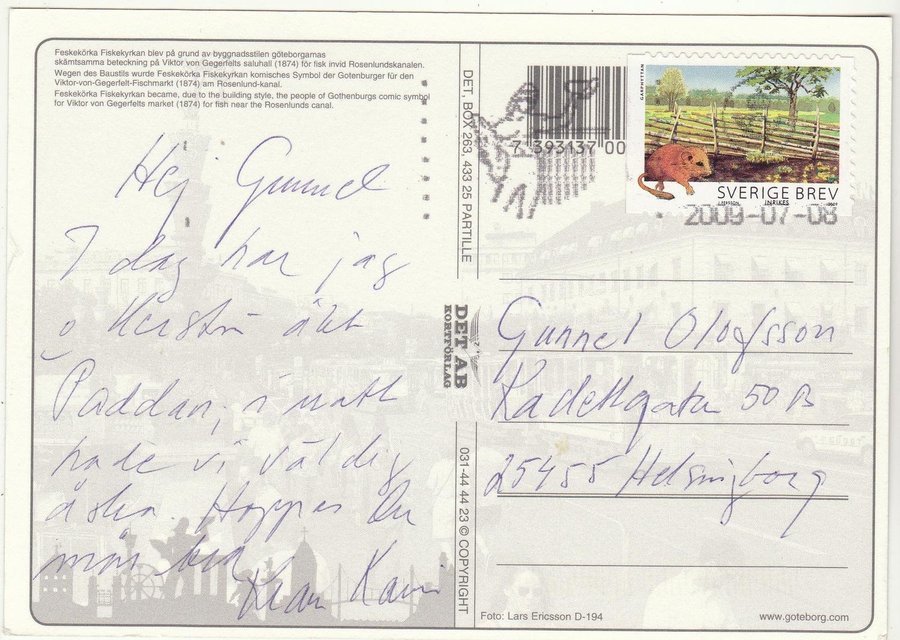 Feskekörka Fiskekyrkan blev på grund av byggnadsstilen göteborgarnas
skämtsamma beteckning på Viktor von Gegerfelts saluhall (1874) för fisk invid Rosenlundskanalen.
Wegen des Baustils wurde Feskekörka Fiskekyrkan komisches Symbol der Gotenburger für den
Viktor-von-Gegerfelt-Fischmarkt (1874) am Rosenlund-kanal.
Feskekörka Fiskekyrkan became, due to the building style, the people of Gothenburgs comic symbol
for Viktor von Gegerfelts market (1874) for fish near the Rosenlunds canal.
Hej Gunnel
I dag har jag
o Kerstin åkt
Paddan, i natt
hade vi väldig
åska. Hoppas Du
mår bra
Kram Karin
DET, BOX 263, 433 25 PARTILLE
DET AB
KORTFÖRLAG
031-44 44 23 © COPYRIGHT
7 393137 00
GARPHYTTAN
SVERIGE BREV
INRIKES
2009-07-08
Gunnel Olofsson
Kadettgatan 50 B
25455 Helsingborg
Foto: Lars Ericsson D-194
www.goteborg.com